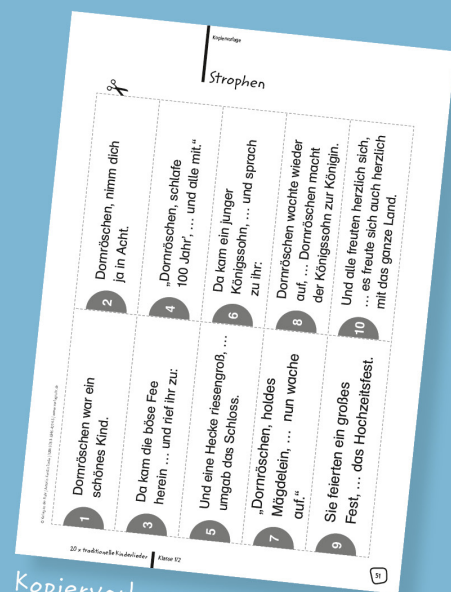 Kopiervorlage
Strophen
1
Dornröschen war ein
schönes Kind.
2
Dornröschen, nimm dich
ja in Acht.
3
Da kam die böse Fee
herein … und rief ihr zu:
4
„Dornröschen, schlafe
100 Jahr’, … und alle mit.“
5
Und eine Hecke riesengroß, …
umgab das Schloss.
6
Da kam ein junger
Königssohn, … und sprach
zu ihr:
7
„Dornröschen, holdes
Mägdelein, … nun wache
auf.“
8
Dornröschen wachte wieder
auf, … Dornröschen macht
der Königssohn zur Königin.
9
Sie feierten ein großes
Fest, … das Hochzeitsfest.
10
Und alle freuten herzlich sich,
… es freute sich auch herzlich
mit das ganze Land.
20 x traditionelle Kinderlieder
Klasse 1/2
51